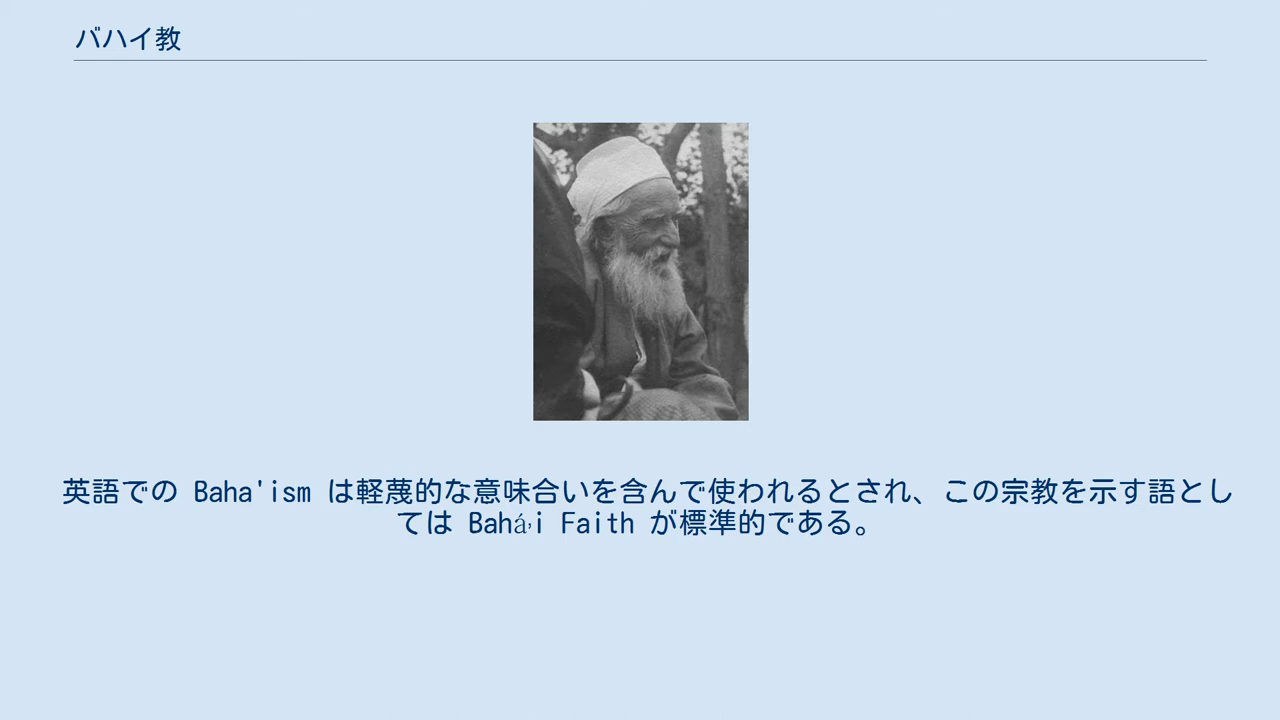 バハイ教
英語での Baha'ism は軽蔑的な意味合いを含んで使われるとされ、この宗教を示す語とし
ては Bahá’i Faith が標準的である。